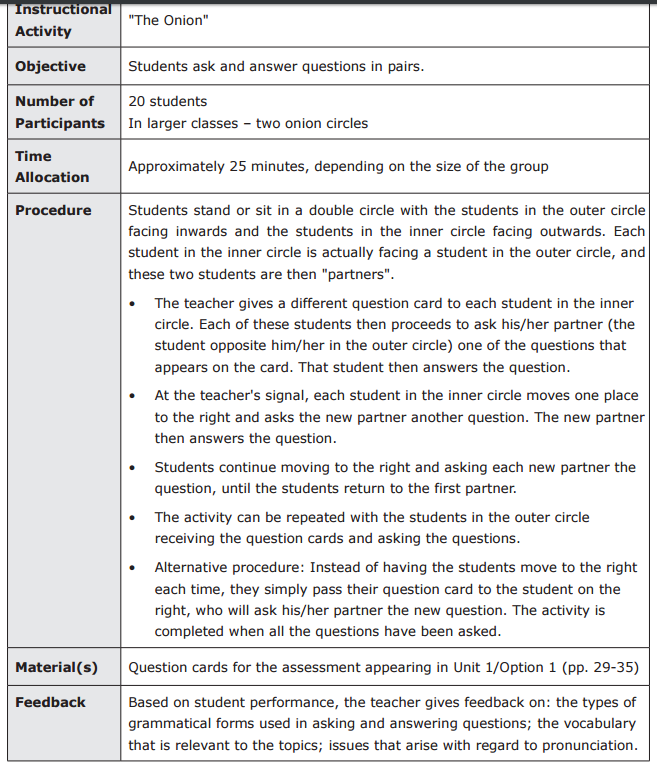 Instructional
Activity
"The Onion"
Objective
Students ask and answer questions in pairs.
Number of
Participants
20 students
In larger classes – two onion circles
Time
Allocation
Approximately 25 minutes, depending on the size of the group
Procedure
Students stand or sit in a double circle with the students in the outer circle
facing inwards and the students in the inner circle facing outwards. Each
student in the inner circle is actually facing a student in the outer circle, and
these two students are then "partners".
• The teacher gives a different question card to each student in the inner
circle. Each of these students then proceeds to ask his/her partner (the
student opposite him/her in the outer circle) one of the questions that
appears on the card. That student then answers the question.
• At the teacher's signal, each student in the inner circle moves one place
to the right and asks the new partner another question. The new partner
then answers the question.
• Students continue moving to the right and asking each new partner the
question, until the students return to the first partner.
• The activity can be repeated with the students in the outer circle
receiving the question cards and asking the questions.
• Alternative procedure: Instead of having the students move to the right
each time, they simply pass their question card to the student on the
right, who will ask his/her partner the new question. The activity is
completed when all the questions have been asked.
Material(s)
Question cards for the assessment appearing in Unit 1/Option 1 (pp. 29-35)
Feedback
Based on student performance, the teacher gives feedback on: the types of
grammatical forms used in asking and answering questions; the vocabulary
that is relevant to the topics; issues that arise with regard to pronunciation.